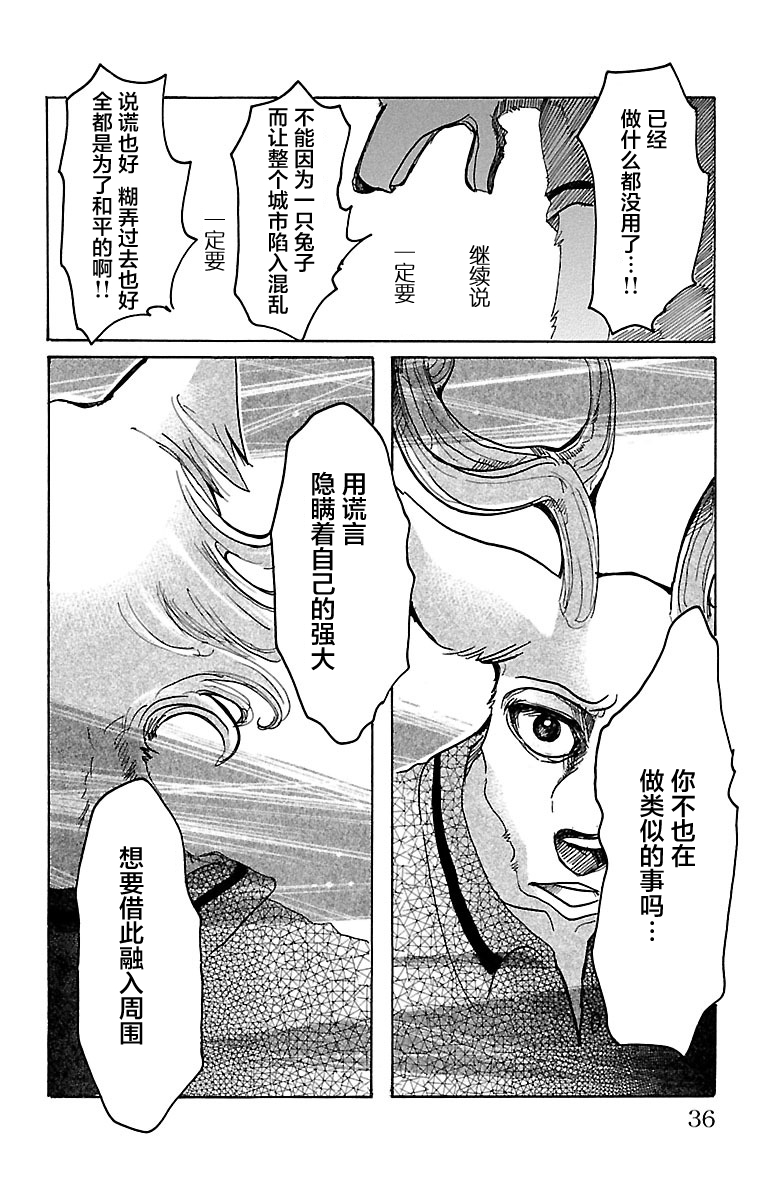 已经
做什么都没用了…!!
继续说
一定要
不能因为一只兔子
而让整个城市陷入混乱
一定要
说谎也好 糊弄过去也好
全都是为了和平的啊!!
你不也在
做类似的事吗…
用谎言
隐瞒着自己的强大
想要借此融入周围
36